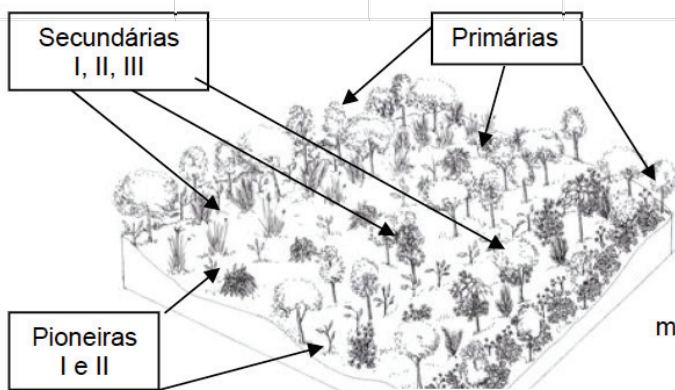 Secundárias
I, II, III
Primárias
Pioneiras
I e II
m